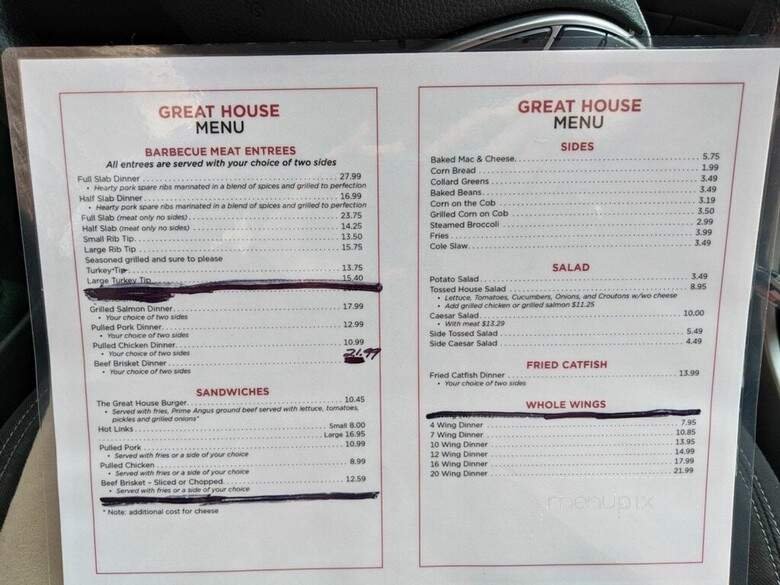 GREAT HOUSE
MENU
BARBECUE MEAT ENTREES
All entrees are served with your choice of two sides
Full Slab Dinner 27.99
• Hearty pork spare ribs marinated in a blend of spices and grilled to perfection
Half Slab Dinner 16.99
• Hearty pork spare ribs marinated in a blend of spices and grilled to perfection
Full Slab (meat only no sides) 23.75
Half Slab (meat only no sides) 14.25
Small Rib Tip 13.50
Large Rib Tip 15.75
Seasoned grilled and sure to please
Turkey Tip 13.75
Large Turkey Tip 15.40
Grilled Salmon Dinner 17.99
• Your choice of two sides
Pulled Pork Dinner 12.99
• Your choice of two sides
Pulled Chicken Dinner 10.99
• Your choice of two sides
Beef Brisket Dinner 21.99
• Your choice of two sides
SANDWICHES
The Great House Burger 10.45
• Served with fries, Prime Angus ground beef served with lettuce, tomatoes,
pickles and grilled onions*
Hot Links Small 8.00
Large 16.95
Pulled Pork 10.99
• Served with fries or a side of your choice
Pulled Chicken 8.99
• Served with fries or a side of your choice
Beef Brisket - Sliced or Chopped 12.59
• Served with fries or a side of your choice
* Note: additional cost for cheese
GREAT HOUSE
MENU
SIDES
Baked Mac & Cheese 5.75
Corn Bread 1.99
Collard Greens 3.49
Baked Beans 3.49
Corn on the Cob 3.19
Grilled Corn on Cob 3.50
Steamed Broccoli 2.99
Fries 3.99
Cole Slaw 3.49
SALAD
Potato Salad 3.49
Tossed House Salad 8.95
• Lettuce, Tomatoes, Cucumbers, Onions, and Croutons w/wo cheese
• Add grilled chicken or grilled salmon $11.25
Caesar Salad 10.00
• With meat $13.29
Side Tossed Salad 5.49
Side Caesar Salad 4.49
FRIED CATFISH
Fried Catfish Dinner 13.99
• Your choice of two sides
WHOLE WINGS
4 Wing Dinner 7.95
7 Wing Dinner 10.85
10 Wing Dinner 13.95
12 Wing Dinner 14.99
16 Wing Dinner 17.99
20 Wing Dinner 21.99
menupix